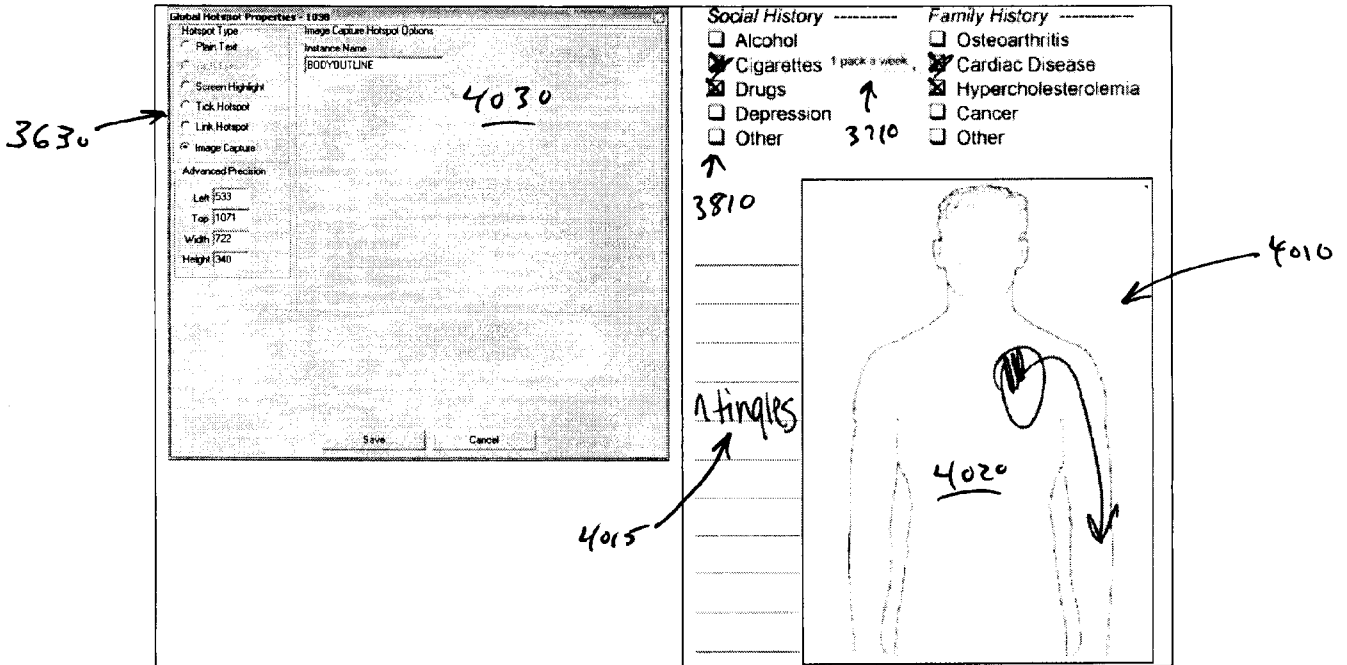 Global Hotspot Properties - 1036
Hotspot Type
Image Capture Hotspot Options
Plain Text
Instance Name
BODYOUTLINE
Screen Highlight
Tick Hotspot
Link Hotspot
Image Capture
Advanced Precision
Left 533
Top 1071
Width 722
Height 340
Save Cancel
3630
4030
Social History ----------
Alcohol
Cigarettes 1 pack a week
Drugs
Depression
Other
3710
3810
Family History ----------
Osteoarthritis
Cardiac Disease
Hypercholesterolemia
Cancer
Other
4010
tingles
4020
4015